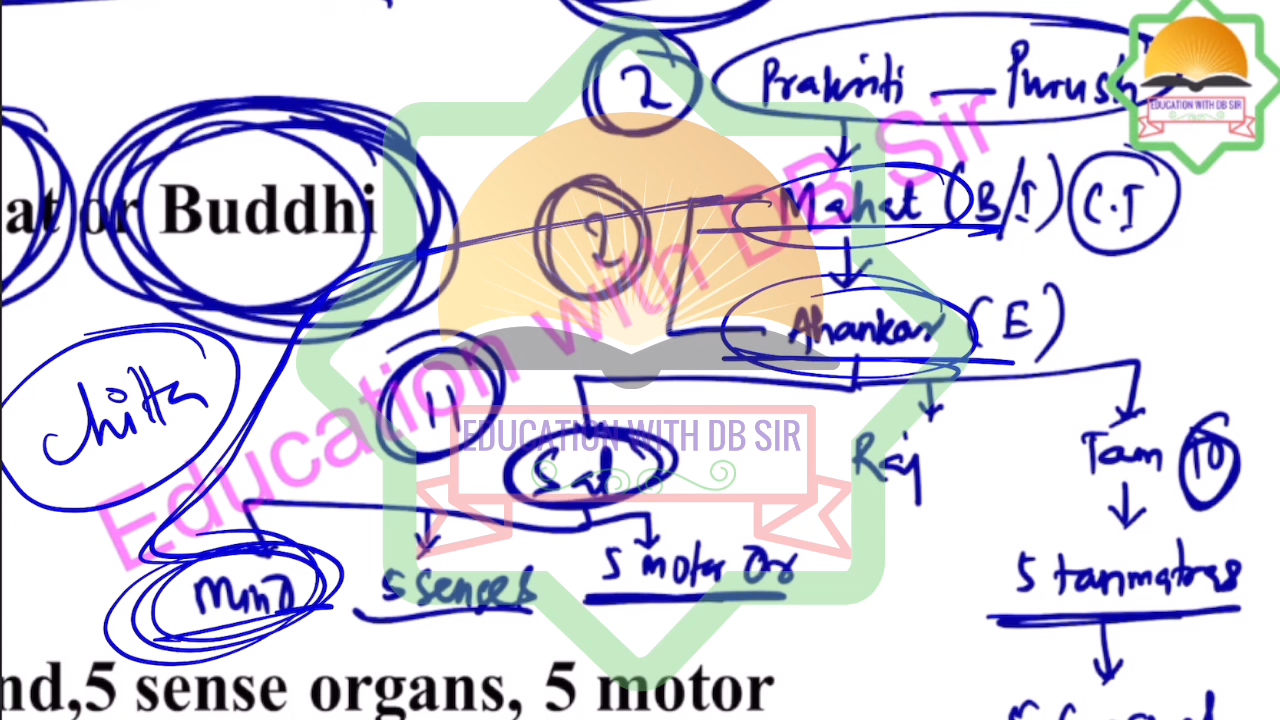 2 Prakriti — Purush
EDUCATION WITH DB SIR
at or Buddhi
2 Mahat (B/I) C.I
Ahankar (E)
Chitta
11
Education with DB Sir
EDUCATION WITH DB SIR
Sat Raj Tam 10
Mind 5 senses 5 motor Or 5 tanmatras
nd,5 sense organs, 5 motor